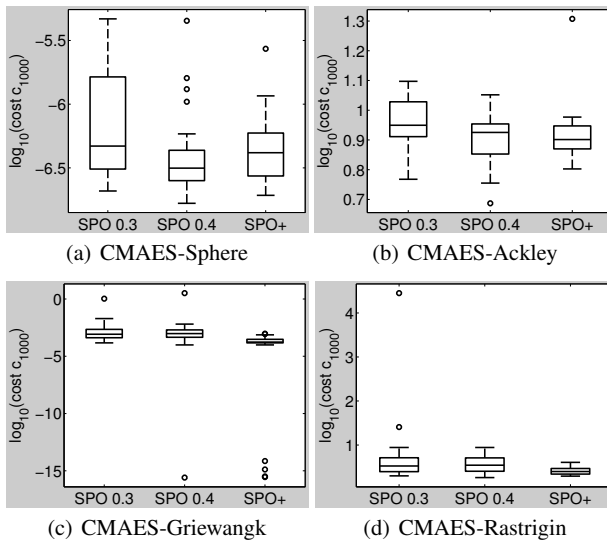 −5.5
−6
−6.5
log10(cost c1000)
SPO 0.3 SPO 0.4 SPO+
(a) CMAES-Sphere
1.3
1.2
1.1
1
0.9
0.8
0.7
log10(cost c1000)
SPO 0.3 SPO 0.4 SPO+
(b) CMAES-Ackley
0
−5
−10
−15
log10(cost c1000)
SPO 0.3 SPO 0.4 SPO+
(c) CMAES-Griewangk
4
3
2
1
log10(cost c1000)
SPO 0.3 SPO 0.4 SPO+
(d) CMAES-Rastrigin